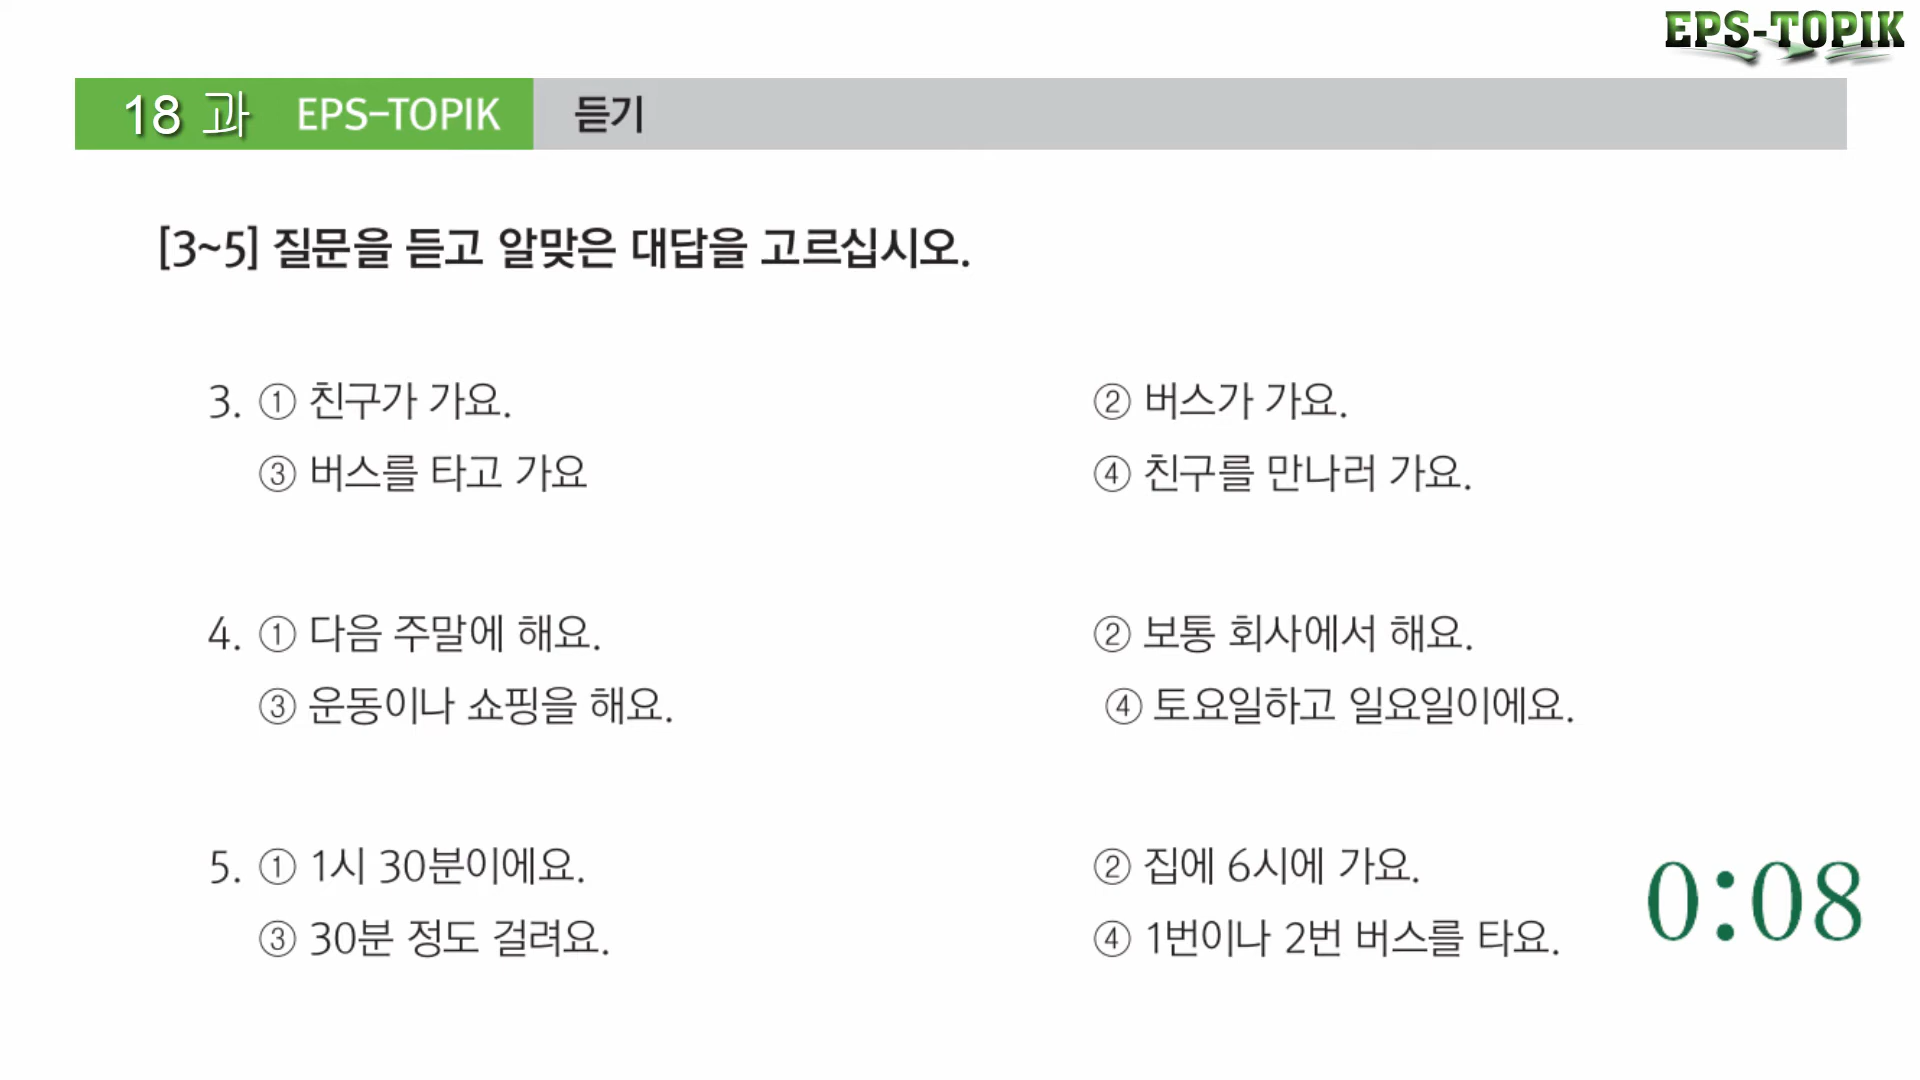 EPS-TOPIK
18 과 EPS-TOPIK 듣기
[3~5] 질문을 듣고 알맞은 대답을 고르십시오.
3. ① 친구가 가요. ② 버스가 가요.
③ 버스를 타고 가요 ④ 친구를 만나러 가요.
4. ① 다음 주말에 해요. ② 보통 회사에서 해요.
③ 운동이나 쇼핑을 해요. ④ 토요일하고 일요일이에요.
5. ① 1시 30분이에요. ② 집에 6시에 가요.
③ 30분 정도 걸려요. ④ 1번이나 2번 버스를 타요.
0:08